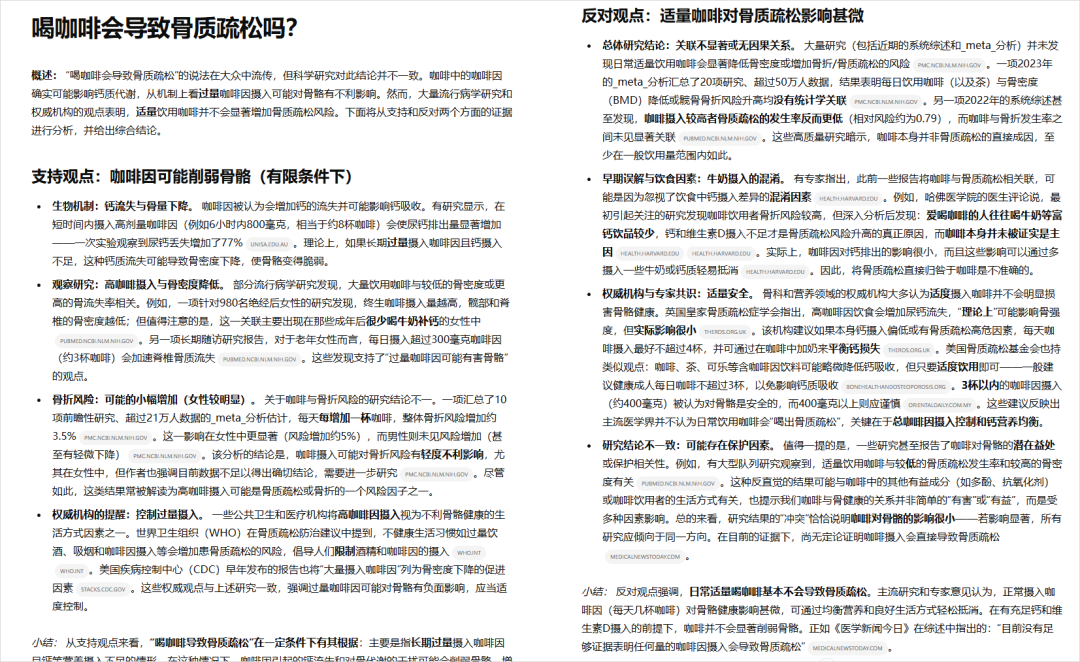 喝咖啡会导致骨质疏松吗？
概述：“喝咖啡会导致骨质疏松”的说法在大众中流传，但科学研究对此结论并不一致。咖啡中的咖啡因
确实可能影响钙质代谢，从机制上看过量咖啡因摄入可能对骨骼有不利影响。然而，大量流行病学研究和
权威机构的观点表明，适量饮用咖啡并不会显著增加骨质疏松风险。下面将从支持和反对两个方面的证据
进行分析，并给出综合结论。
支持观点：咖啡因可能削弱骨骼（有限条件下）
• 生物机制：钙流失与骨量下降。 咖啡因被认为会增加钙的流失并可能影响钙吸收。有研究显示，在
短时间内摄入高剂量咖啡因（例如6小时内800毫克，相当于约8杯咖啡）会使尿钙排出量显著增加
——一次实验观察到尿钙丢失增加了77% UNISA.EDU.AU 。理论上，如果长期过量摄入咖啡因且钙摄入
不足，这种钙质流失可能导致骨密度下降，使骨骼变得脆弱。
• 观察研究：高咖啡摄入与骨密度降低。 部分流行病学研究发现，大量饮用咖啡与较低的骨密度或更
高的骨流失率相关。例如，一项针对980名绝经后女性的研究发现，终生咖啡摄入量越高，髋部和脊
椎的骨密度越低；但值得注意的是，这一关联主要出现在那些成年后很少喝牛奶补钙的女性中
PUBMED.NCBI.NLM.NIH.GOV 。另一项长期随访研究报告，对于老年女性而言，每日摄入超过300毫克咖啡因
（约3杯咖啡）会加速脊椎骨质流失 PUBMED.NCBI.NLM.NIH.GOV 。这些发现支持了“过量咖啡因可能有害骨骼”
的观点。
• 骨折风险：可能的小幅增加（女性较明显）。 关于咖啡与骨折风险的研究结论不一。一项汇总了10
项前瞻性研究、超过21万人数据的_meta_分析估计，每天每增加一杯咖啡，整体骨折风险增加约
3.5% PMC.NCBI.NLM.NIH.GOV 。这一影响在女性中更显著（风险增加约5%），而男性则未见风险增加（甚
至有轻微下降） PMC.NCBI.NLM.NIH.GOV 。该分析的结论是，咖啡摄入可能对骨折风险有轻度不利影响，尤
其在女性中，但作者也强调目前数据不足以得出确切结论，需要进一步研究 PMC.NCBI.NLM.NIH.GOV 。尽管
如此，这类结果常被解读为高咖啡摄入可能是骨质疏松或骨折的一个风险因子之一。
• 权威机构的提醒：控制过量摄入。 一些公共卫生和医疗机构将高咖啡因摄入视为不利骨骼健康的生
活方式因素之一。世界卫生组织（WHO）在骨质疏松防治建议中提到，不健康生活习惯如过量饮
酒、吸烟和咖啡因摄入等会增加患骨质疏松的风险，倡导人们限制酒精和咖啡因的摄入 WHO.INT
WHO.INT 。美国疾病控制中心（CDC）早年发布的报告也将“大量摄入咖啡因”列为骨密度下降的促进
因素 STACKS.CDC.GOV 。这些权威观点与上述研究一致，强调过量咖啡因可能对骨骼有负面影响，应当适
度控制。
小结：从支持观点来看，“喝咖啡导致骨质疏松”在一定条件下有其根据：主要是指长期过量摄入咖啡因
且钙等营养摄入不足的情形。在这种情况下，咖啡因引起的钙流失和对骨代谢的干扰可能会削弱骨骼，增
反对观点：适量咖啡对骨质疏松影响甚微
• 总体研究结论：关联不显著或无因果关系。 大量研究（包括近期的系统综述和_meta_分析）并未发
现日常适量饮用咖啡会显著降低骨密度或增加骨折/骨质疏松的风险 PMC.NCBI.NLM.NIH.GOV 。一项2023年
的_meta_分析汇总了20项研究、超过50万人数据，结果表明每日饮用咖啡（以及茶）与骨密度
（BMD）降低或髋骨骨折风险升高均没有统计学关联 PMC.NCBI.NLM.NIH.GOV 。另一项2022年的系统综述甚
至发现，咖啡摄入较高者骨质疏松的发生率反而更低（相对风险约为0.79），而咖啡与骨折发生率之
间未见显著关联 PUBMED.NCBI.NLM.NIH.GOV 。这些高质量研究暗示，咖啡本身并非骨质疏松的直接成因，至
少在一般饮用量范围内如此。
• 早期误解与饮食因素：牛奶摄入的混淆。 有专家指出，此前一些报告将咖啡与骨质疏松相关联，可
能是因为忽视了饮食中钙摄入差异的混淆因素 HEALTH.HARVARD.EDU 。例如，哈佛医学院的医生评论说，最
初引起关注的研究发现咖啡饮用者骨折风险较高，但深入分析后发现：爱喝咖啡的人往往喝牛奶等富
钙饮品较少，钙和维生素D摄入不足才是骨质疏松风险升高的真正原因，而咖啡本身并未被证实是主
因 HEALTH.HARVARD.EDU HEALTH.HARVARD.EDU 。实际上，咖啡因对钙排出的影响很小，而且这些影响可以通过多
摄入一些牛奶或钙质轻易抵消 HEALTH.HARVARD.EDU 。因此，将骨质疏松直接归咎于咖啡是不准确的。
• 权威机构与专家共识：适量安全。 骨科和营养领域的权威机构大多认为适度摄入咖啡并不会明显损
害骨骼健康。英国皇家骨质疏松症学会指出，高咖啡因饮食会增加钙流失，“理论上”可能影响骨强
度，但实际影响很小 THEROS.ORG.UK 。该机构建议如果本身钙摄入偏低或有骨质疏松高危因素，每天咖
啡摄入最好不超过4杯，并可通过在咖啡中加奶来平衡钙损失 THEROS.ORG.UK 。美国骨质疏松基金会也持
类似观点：咖啡、茶、可乐等含咖啡因饮料可能略微降低钙吸收，但只要适度饮用即可——一般建
议健康成人每日咖啡不超过3杯，以免影响钙质吸收 BONEHEALTHANDOSTEOPOROSIS.ORG 。3杯以内的咖啡因摄入
（约400毫克）被认为对骨骼是安全的，而400毫克以上则应谨慎 ORIENTALDAILY.COM.MY 。这些建议反映出
主流医学界并不认为日常饮用咖啡会“喝出骨质疏松”，关键在于总咖啡因摄入控制和钙营养均衡。
• 研究结论不一致：可能存在保护因素。 值得一提的是，一些研究甚至报告了咖啡对骨骼的潜在益处
或保护相关性。例如，有大型队列研究观察到，适量饮用咖啡与较低的骨质疏松发生率和较高的骨密
度有关 PUBMED.NCBI.NLM.NIH.GOV 。这种反直觉的结果可能与咖啡中的其他有益成分（如多酚、抗氧化剂）
或咖啡饮用者的生活方式有关，也提示我们咖啡与骨健康的关系并非简单的“有害”或“有益”，而是受
多种因素影响。总的来看，研究结果的“冲突”恰恰说明咖啡对骨骼的影响很小——若影响显著，所有
研究应倾向于同一方向。在目前的证据下，尚无定论证明咖啡摄入会直接导致骨质疏松
MEDICALNEWSTODAY.COM 。
小结： 反对观点强调，日常适量喝咖啡基本不会导致骨质疏松。主流研究和专家意见认为，正常摄入咖
啡因（每天几杯咖啡）对骨骼健康影响甚微，可通过均衡营养和良好生活方式轻松抵消。在有充足钙和维
生素D摄入的前提下，咖啡并不会显著削弱骨骼。正如《医学新闻今日》在综述中指出的：“目前没有足
够证据表明任何量的咖啡因摄入会导致骨质疏松” MEDICALNEWSTODAY.COM 。